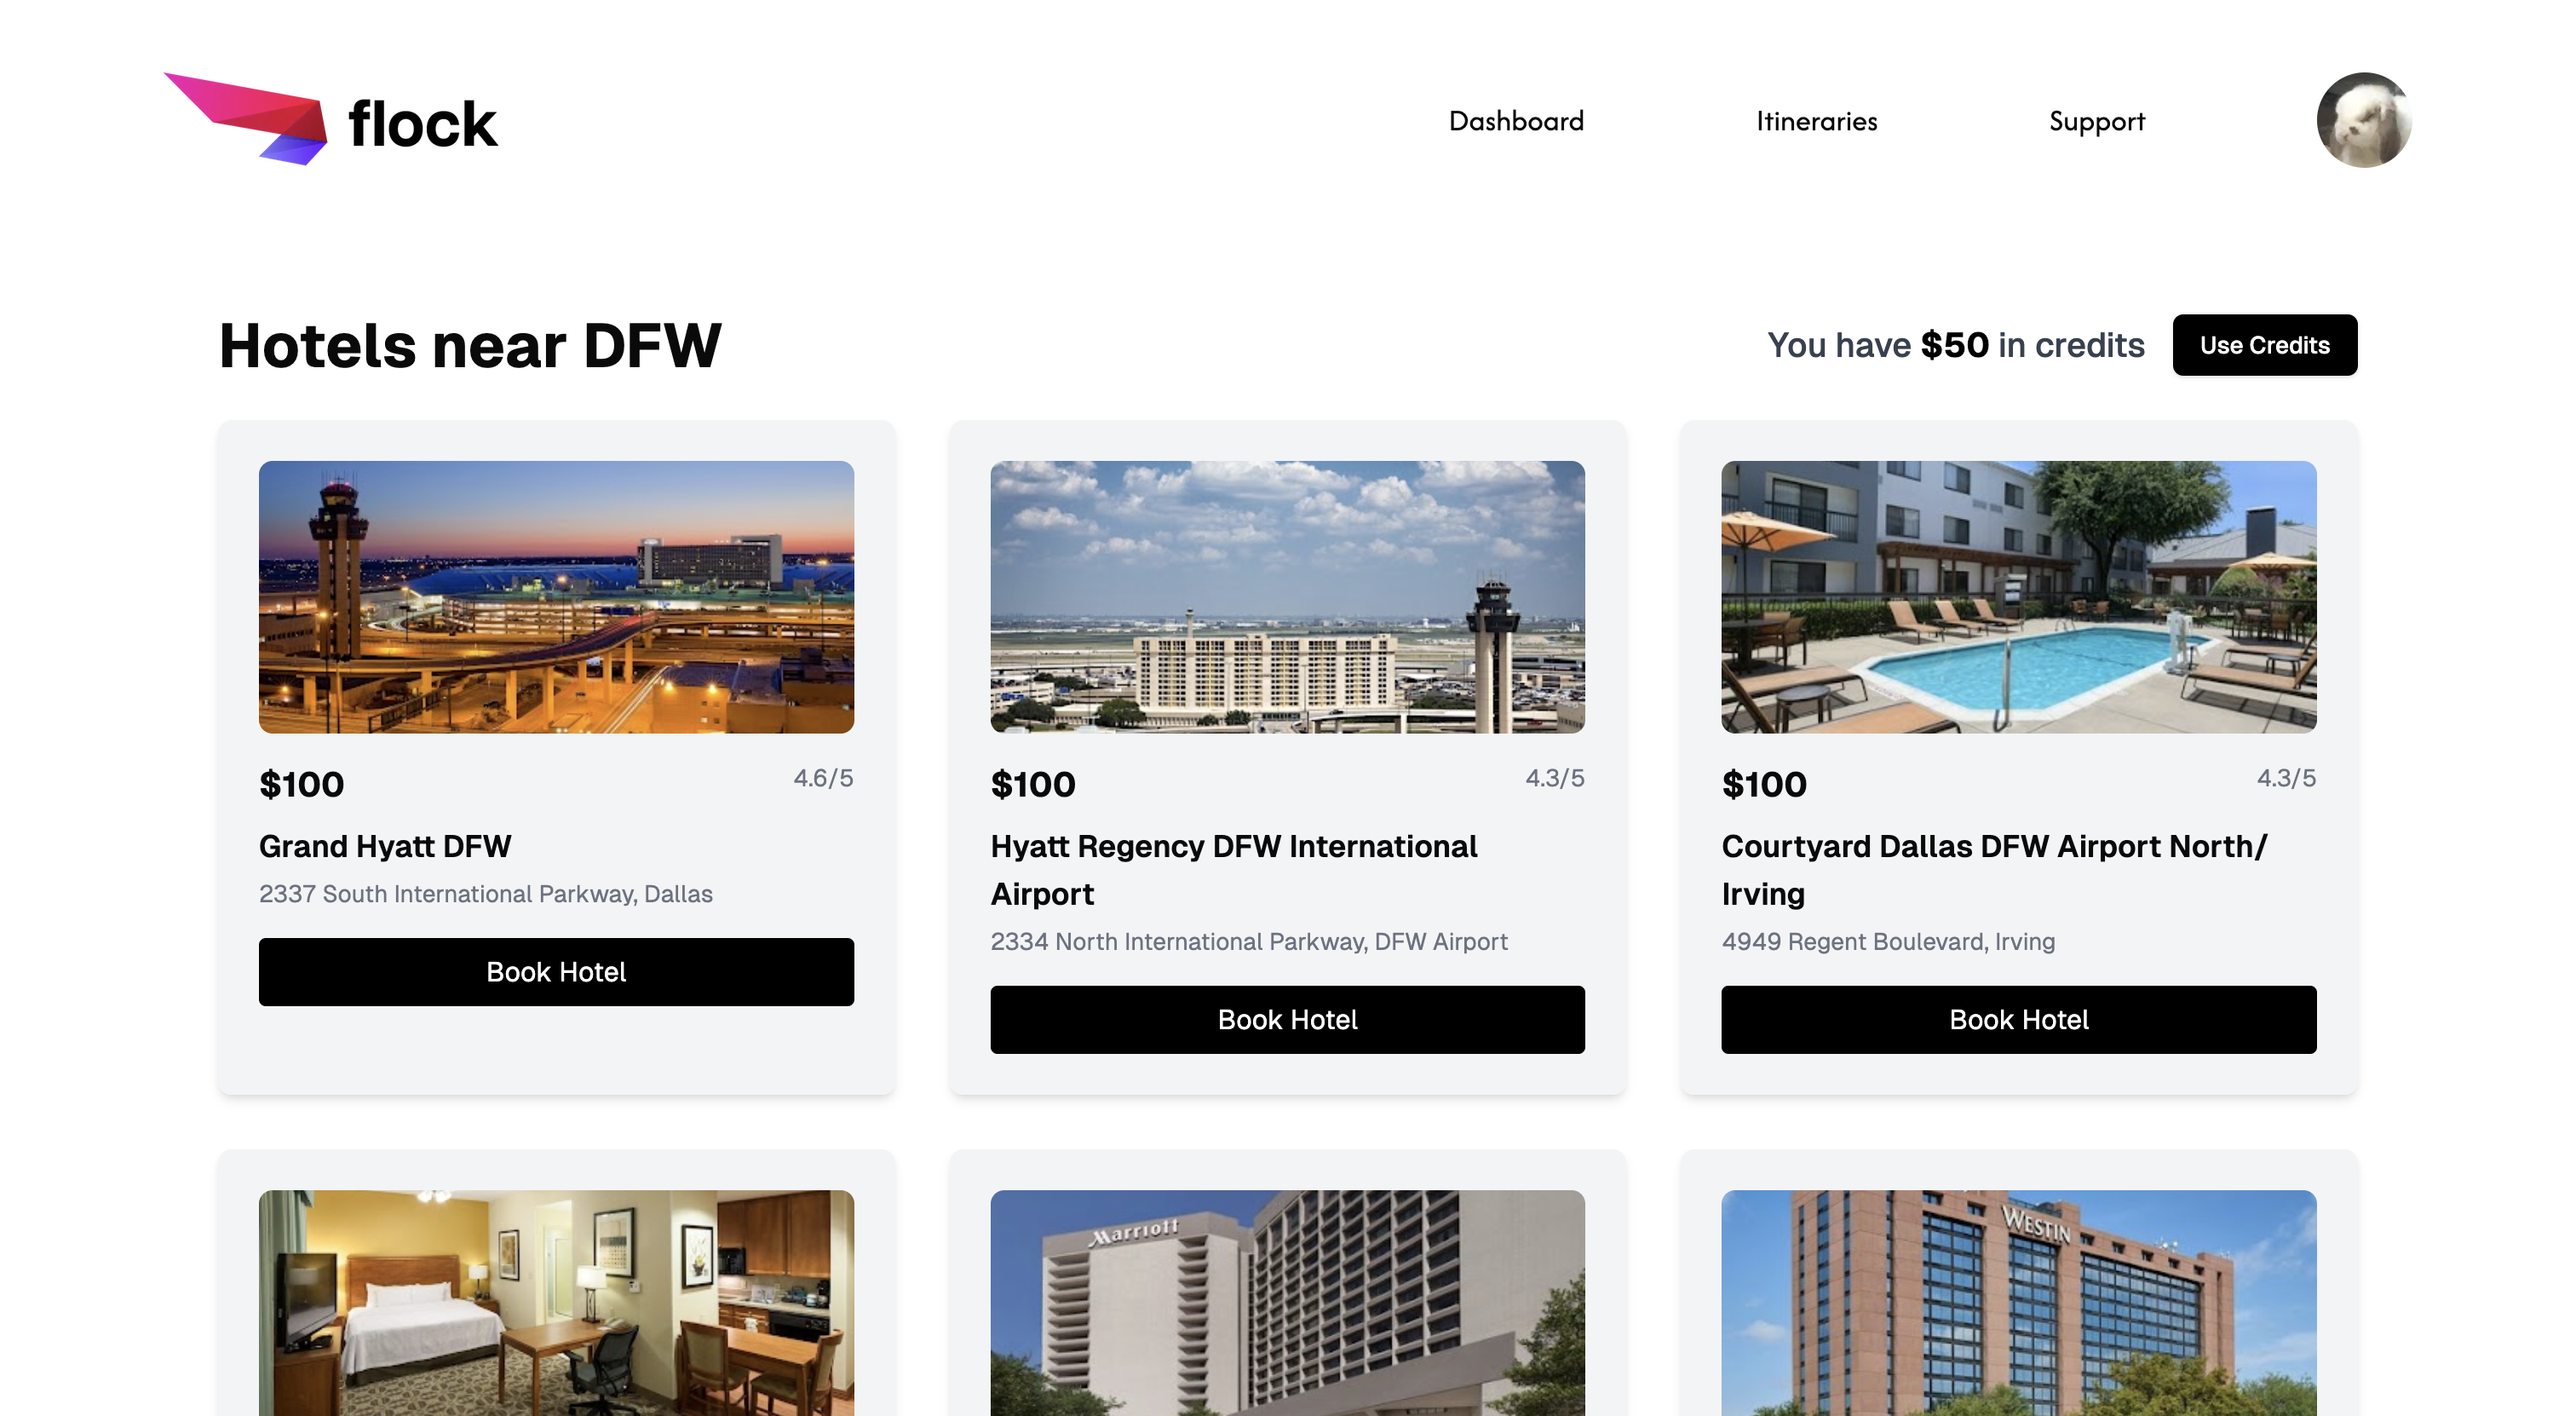 flock
Dashboard
Itineraries
Support
Hotels near DFW
You have $50 in credits
Use Credits
$100
4.6/5
Grand Hyatt DFW
2337 South International Parkway, Dallas
Book Hotel
$100
4.3/5
Hyatt Regency DFW International
Airport
2334 North International Parkway, DFW Airport
Book Hotel
$100
4.3/5
Courtyard Dallas DFW Airport North/
Irving
4949 Regent Boulevard, Irving
Book Hotel
Marriott
WESTIN